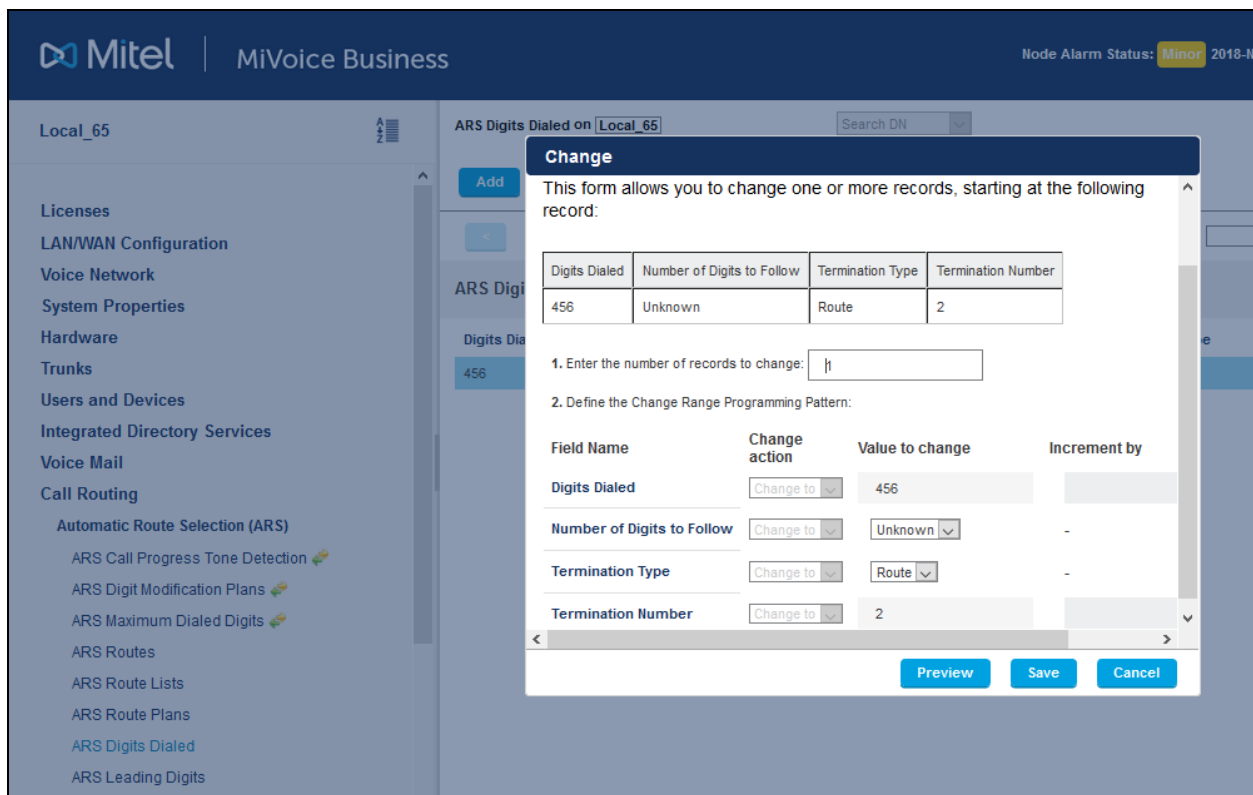 Mitel | MiVoice Business
Node Alarm Status: Minor 2018-N
Local_65
A
Z
Licenses
LAN/WAN Configuration
Voice Network
System Properties
Hardware
Trunks
Users and Devices
Integrated Directory Services
Voice Mail
Call Routing
Automatic Route Selection (ARS)
ARS Call Progress Tone Detection
ARS Digit Modification Plans
ARS Maximum Dialed Digits
ARS Routes
ARS Route Lists
ARS Route Plans
ARS Digits Dialed
ARS Leading Digits
ARS Digits Dialed on Local_65
Search DN
Add
<
ARS Digi
Digits Dia
e
456
Change
This form allows you to change one or more records, starting at the following
record:
Digits Dialed Number of Digits to Follow Termination Type Termination Number
456 Unknown Route 2
1. Enter the number of records to change: 1
2. Define the Change Range Programming Pattern:
Field Name Change action Value to change Increment by
Digits Dialed Change to 456
Number of Digits to Follow Change to Unknown -
Termination Type Change to Route -
Termination Number Change to 2
Preview Save Cancel